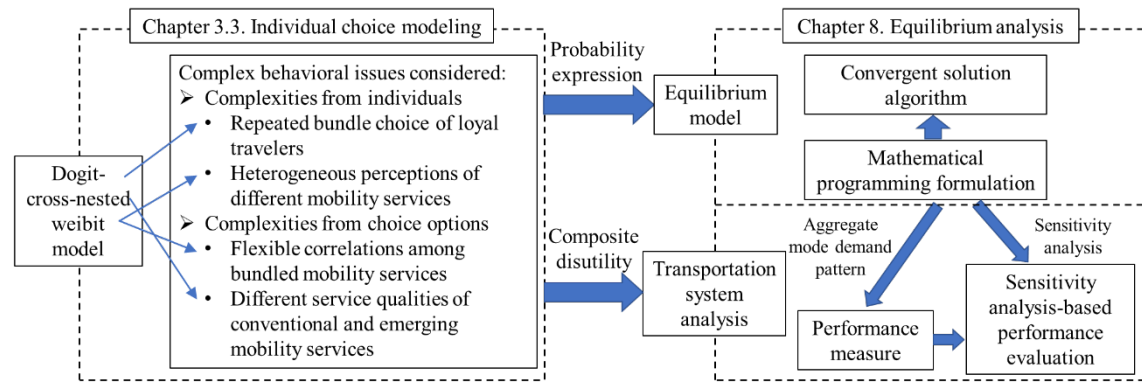 Chapter 3.3. Individual choice modeling
Complex behavioral issues considered:
➢ Complexities from individuals
• Repeated bundle choice of loyal
travelers
• Heterogeneous perceptions of
different mobility services
➢ Complexities from choice options
• Flexible correlations among
bundled mobility services
• Different service qualities of
conventional and emerging
mobility services
Dogit-
cross-nested
weibit
model
Probability
expression
Composite
disutility
Chapter 8. Equilibrium analysis
Equilibrium
model
Convergent solution
algorithm
Mathematical
programming formulation
Aggregate
mode demand
pattern
Sensitivity
analysis
Transportation
system
analysis
Performance
measure
Sensitivity
analysis-based
performance
evaluation